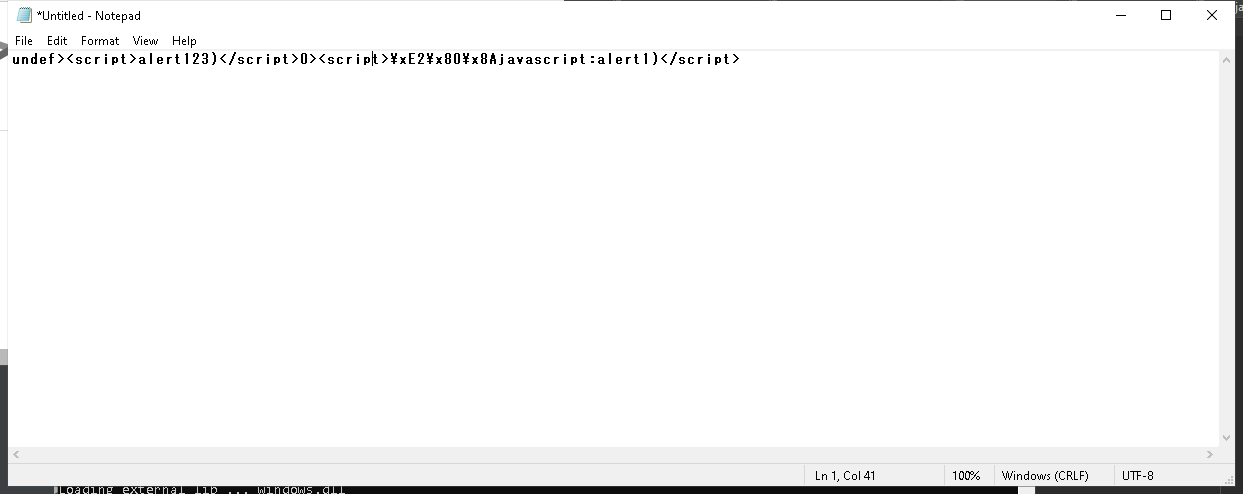 *Untitled - Notepad
File Edit Format View Help
undef><script>alert123)</script>0><script>¥xE2¥x80¥x8Ajavascript:alert1)</script>
Ln 1, Col 41 100% Windows (CRLF) UTF-8
Loading external lib ... windows.dll